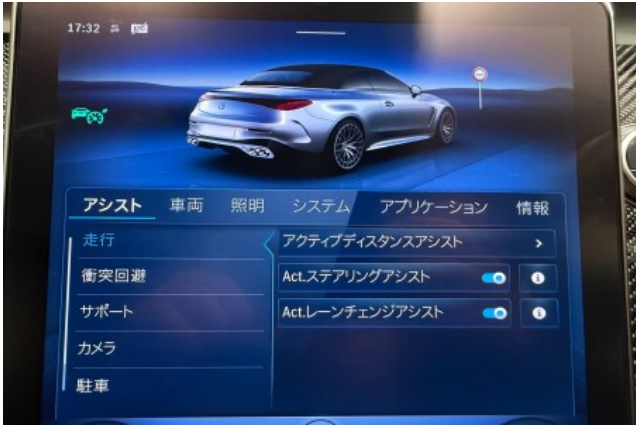 17:32
アシスト 車両 照明 システム アプリケーション 情報
走行
アクティブディスタンスアシスト
衝突回避
Act.ステアリングアシスト
サポート
Act.レーンチェンジアシスト
カメラ
駐車